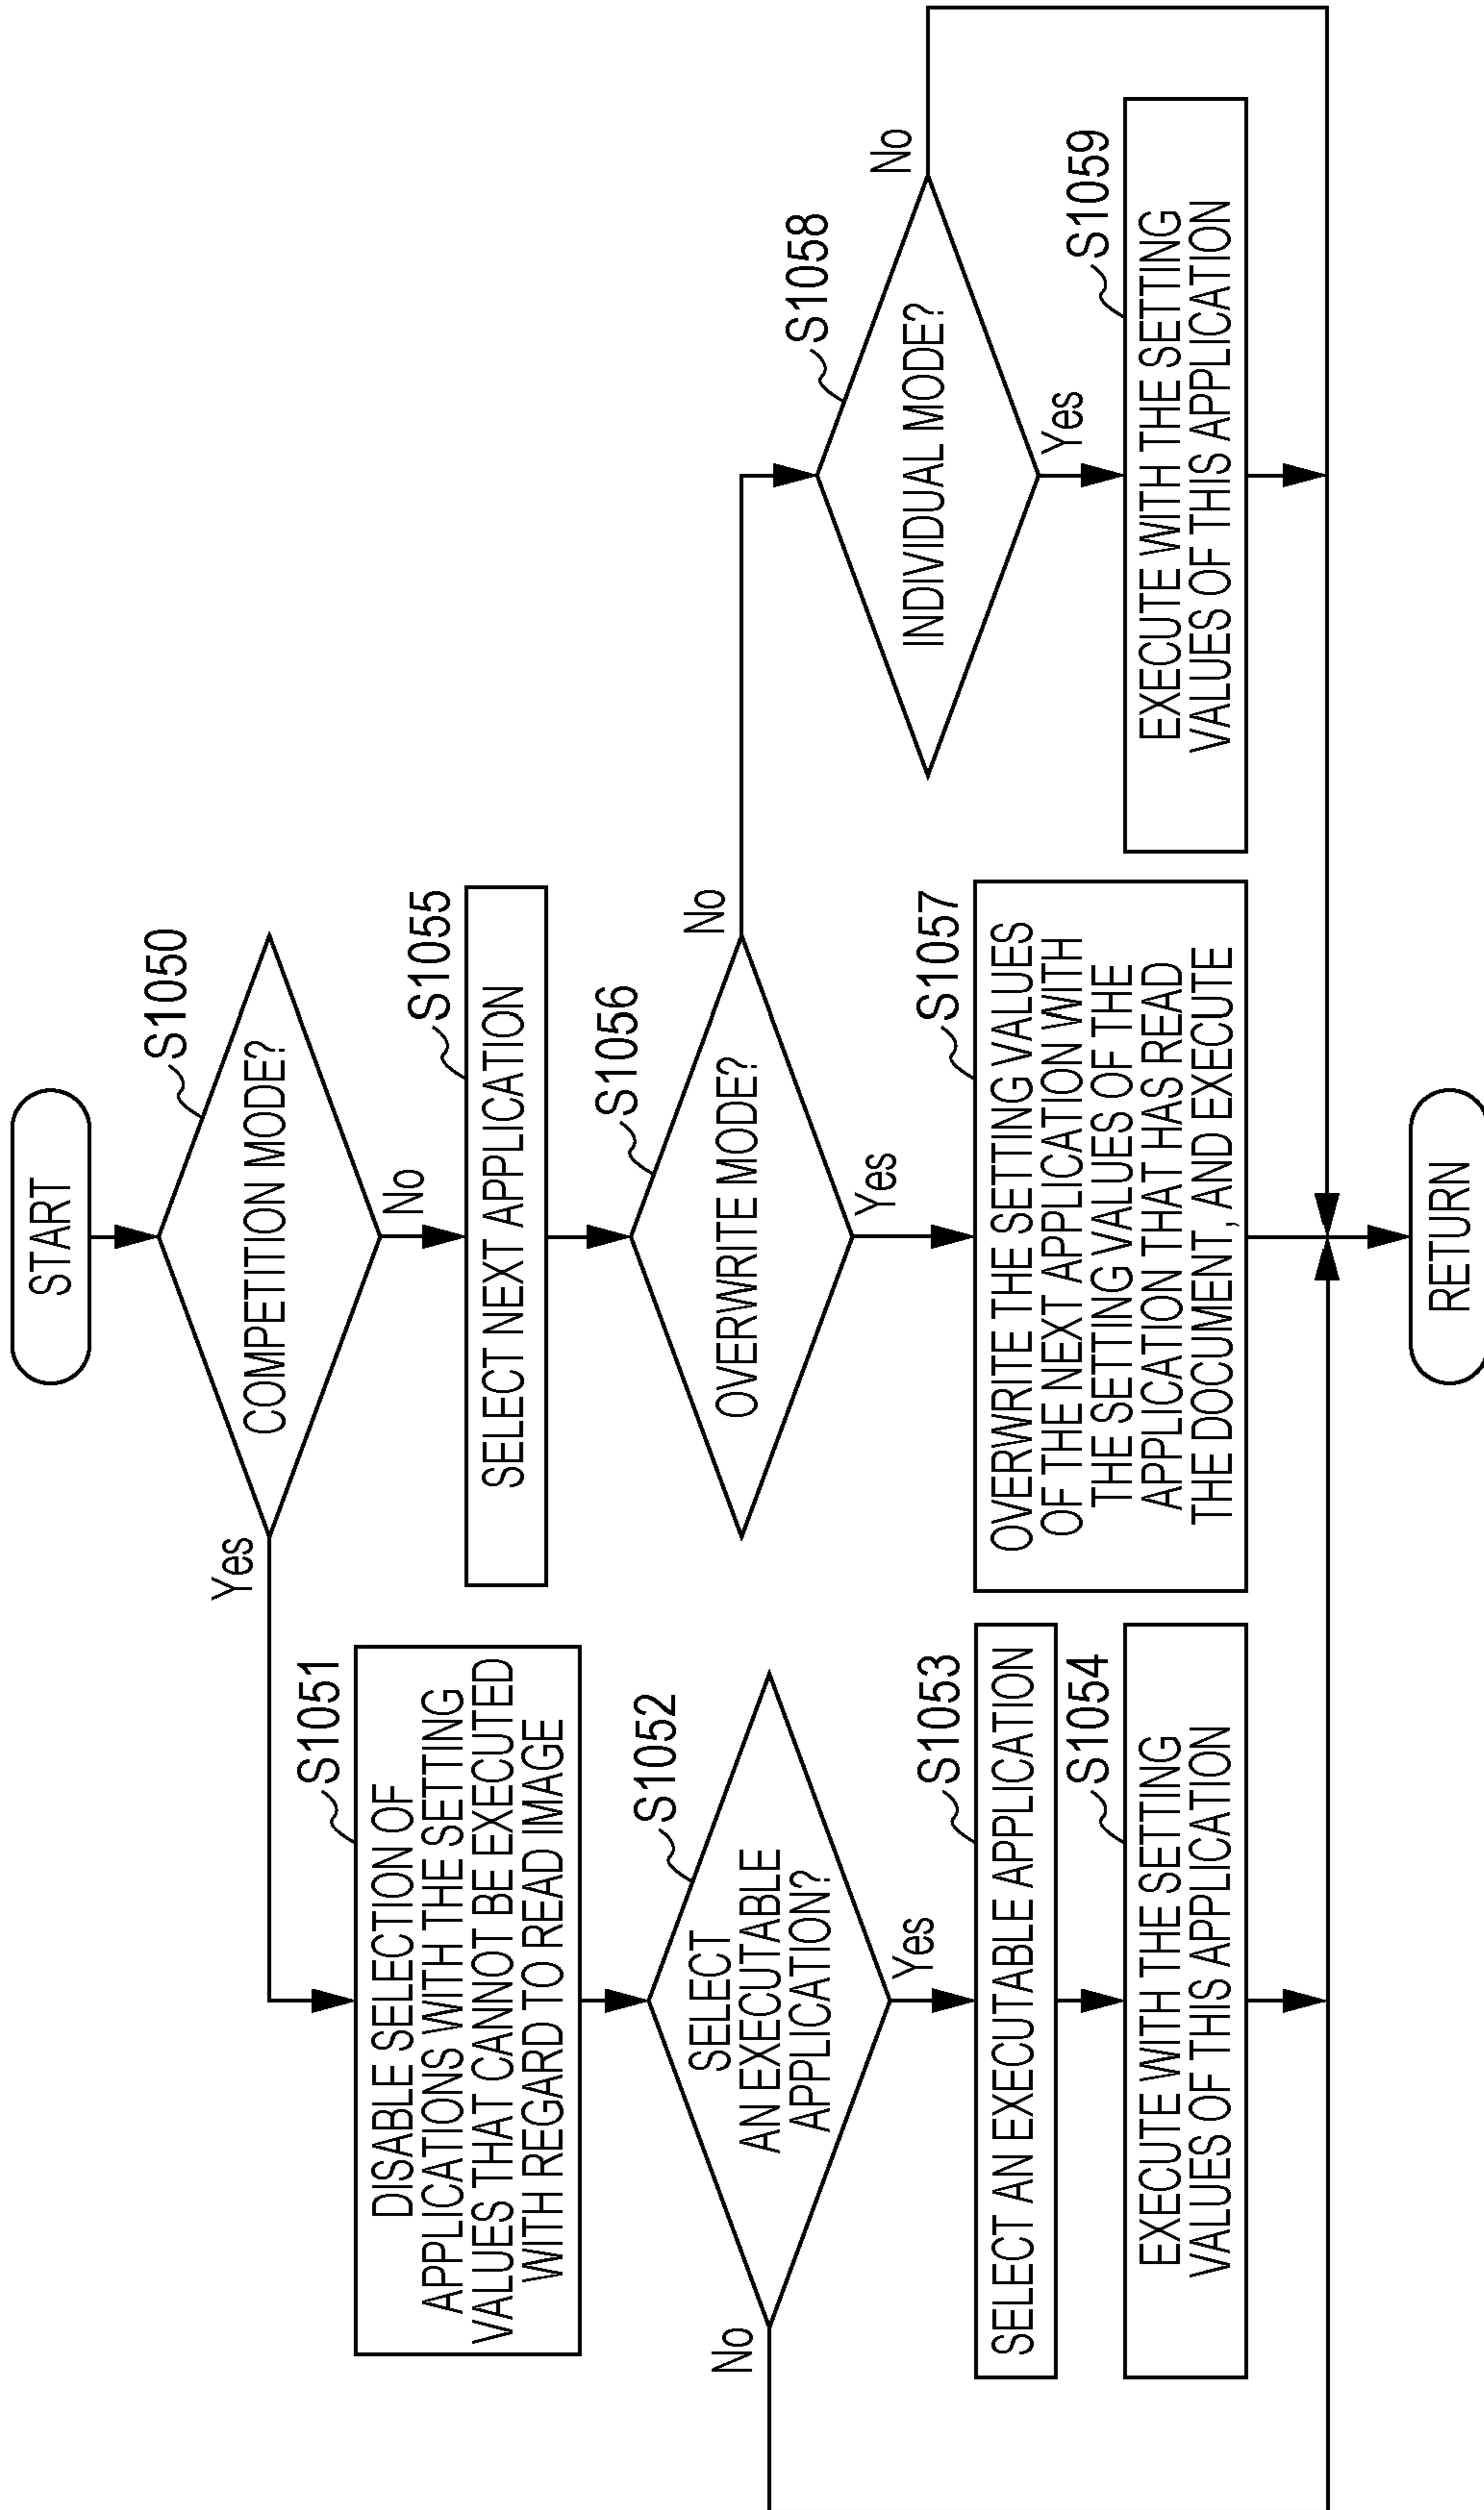 START
S1050
COMPETITION MODE?
Yes
No
S1051
DISABLE SELECTION OF
APPLICATIONS WITH THE SETTING
VALUES THAT CANNOT BE EXECUTED
WITH REGARD TO READ IMAGE
S1052
SELECT
AN EXECUTABLE
APPLICATION?
No
Yes
S1053
SELECT AN EXECUTABLE APPLICATION
S1054
EXECUTE WITH THE SETTING
VALUES OF THIS APPLICATION
S1055
SELECT NEXT APPLICATION
S1056
OVERWRITE MODE?
No
Yes
S1057
OVERWRITE THE SETTING VALUES
OF THE NEXT APPLICATION WITH
THE SETTING VALUES OF THE
APPLICATION THAT HAS READ
THE DOCUMENT, AND EXECUTE
S1058
INDIVIDUAL MODE?
No
Yes
S1059
EXECUTE WITH THE SETTING
VALUES OF THIS APPLICATION
RETURN